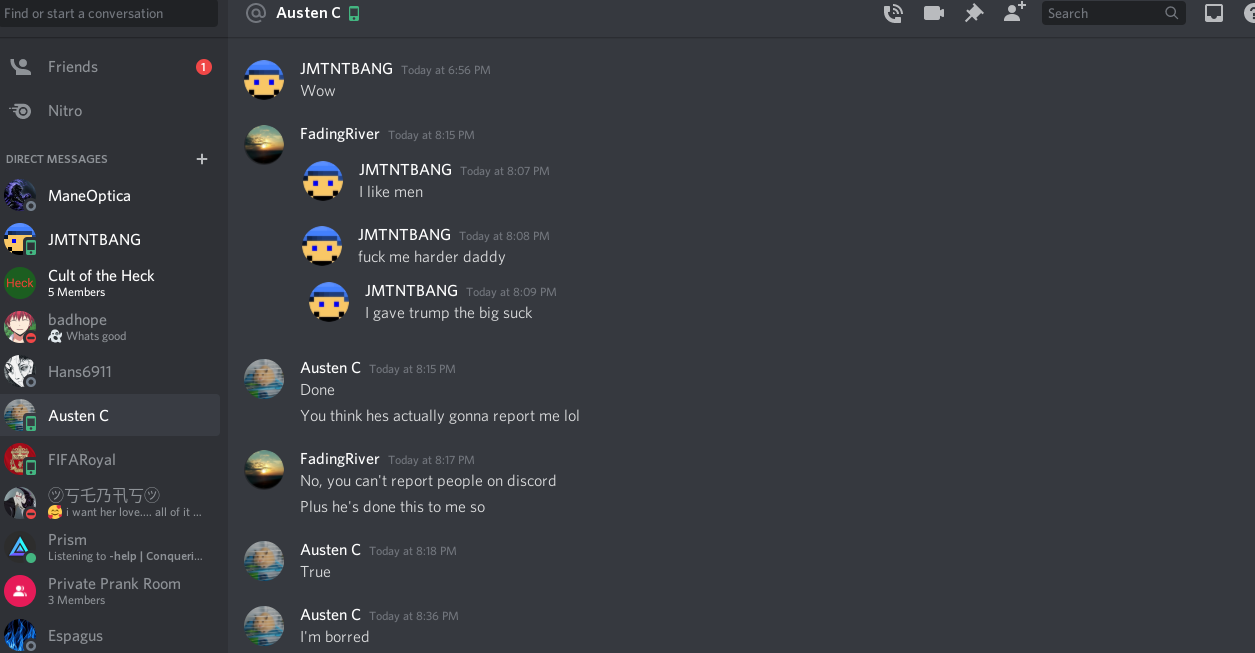 Find or start a conversation
Friends
1
Nitro
DIRECT MESSAGES
ManeOptica
JMTNTBANG
Heck
Cult of the Heck
5 Members
badhope
👻 Whats good
Hans6911
Austen C
FIFARoyal
🥰 i want her love.... all of it ...
Prism
Listening to -help | Conqueri...
Private Prank Room
3 Members
Espagus
@ Austen C
Search
JMTNTBANG Today at 6:56 PM
Wow
FadingRiver Today at 8:15 PM
JMTNTBANG Today at 8:07 PM
I like men
JMTNTBANG Today at 8:08 PM
fuck me harder daddy
JMTNTBANG Today at 8:09 PM
I gave trump the big suck
Austen C Today at 8:15 PM
Done
You think hes actually gonna report me lol
FadingRiver Today at 8:17 PM
No, you can't report people on discord
Plus he's done this to me so
Austen C Today at 8:18 PM
True
Austen C Today at 8:36 PM
I'm borred